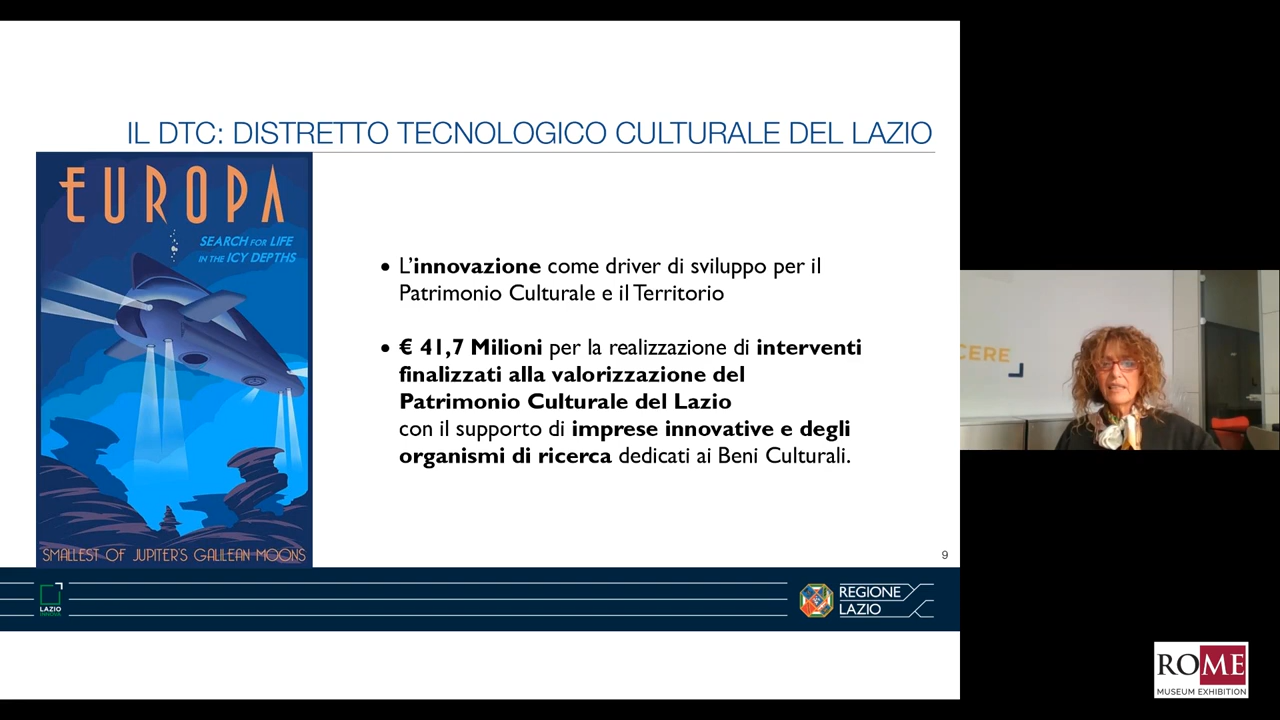 IL DTC: DISTRETTO TECNOLOGICO CULTURALE DEL LAZIO
EUROPA
SEARCH FOR LIFE
IN THE ICY DEPTHS
SMALLEST OF JUPITER'S GALILEAN MOONS
• L'innovazione come driver di sviluppo per il
Patrimonio Culturale e il Territorio
• € 41,7 Milioni per la realizzazione di interventi
finalizzati alla valorizzazione del
Patrimonio Culturale del Lazio
con il supporto di imprese innovative e degli
organismi di ricerca dedicati ai Beni Culturali.
9
LAZIO
INNOVA
REGIONE
LAZIO
CERE
ROME
MUSEUM EXHIBITION